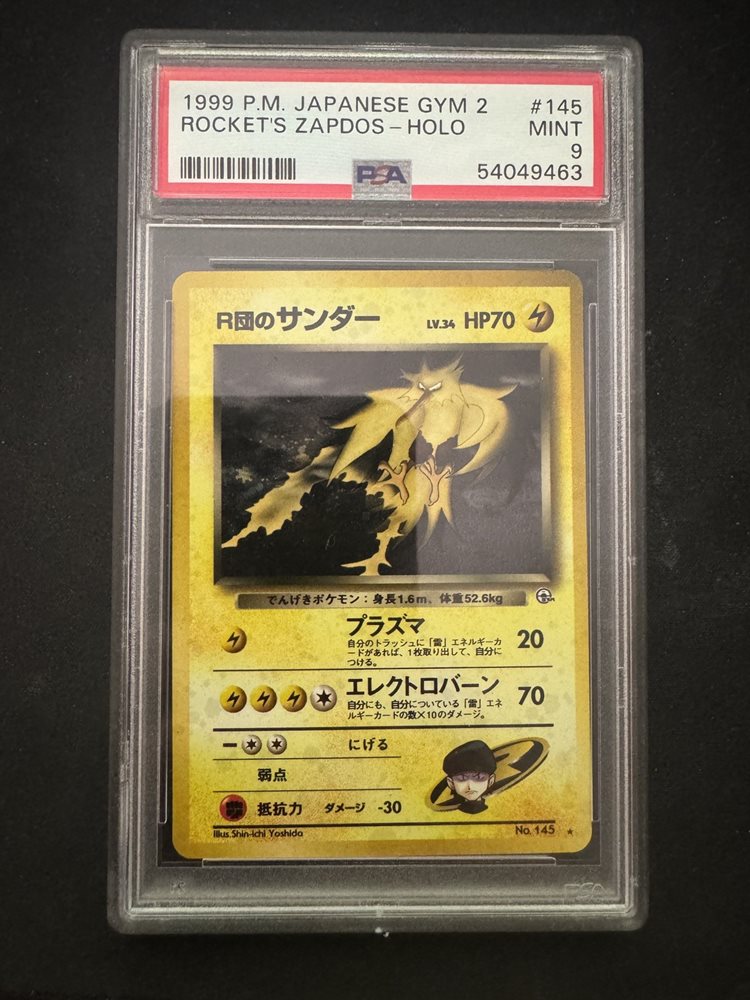 1999 P.M. JAPANESE GYM 2 #145
ROCKET'S ZAPDOS - HOLO MINT
9
PSA 54049463
R団のサンダー LV.34 HP70
でんげきポケモン：身長1.6m、体重52.6kg
プラズマ 20
自分のトラッシュに「雷」エネルギーカ
ードがあれば、1枚取り出して、自分に
つける。
エレクトロバーン 70
自分にも、自分についている「雷」エネ
ルギーカードの数×10のダメージ。
にげる
弱点
抵抗力 ダメージ -30
Illus.Shin-ichi Yoshida No. 145 ★
PSA